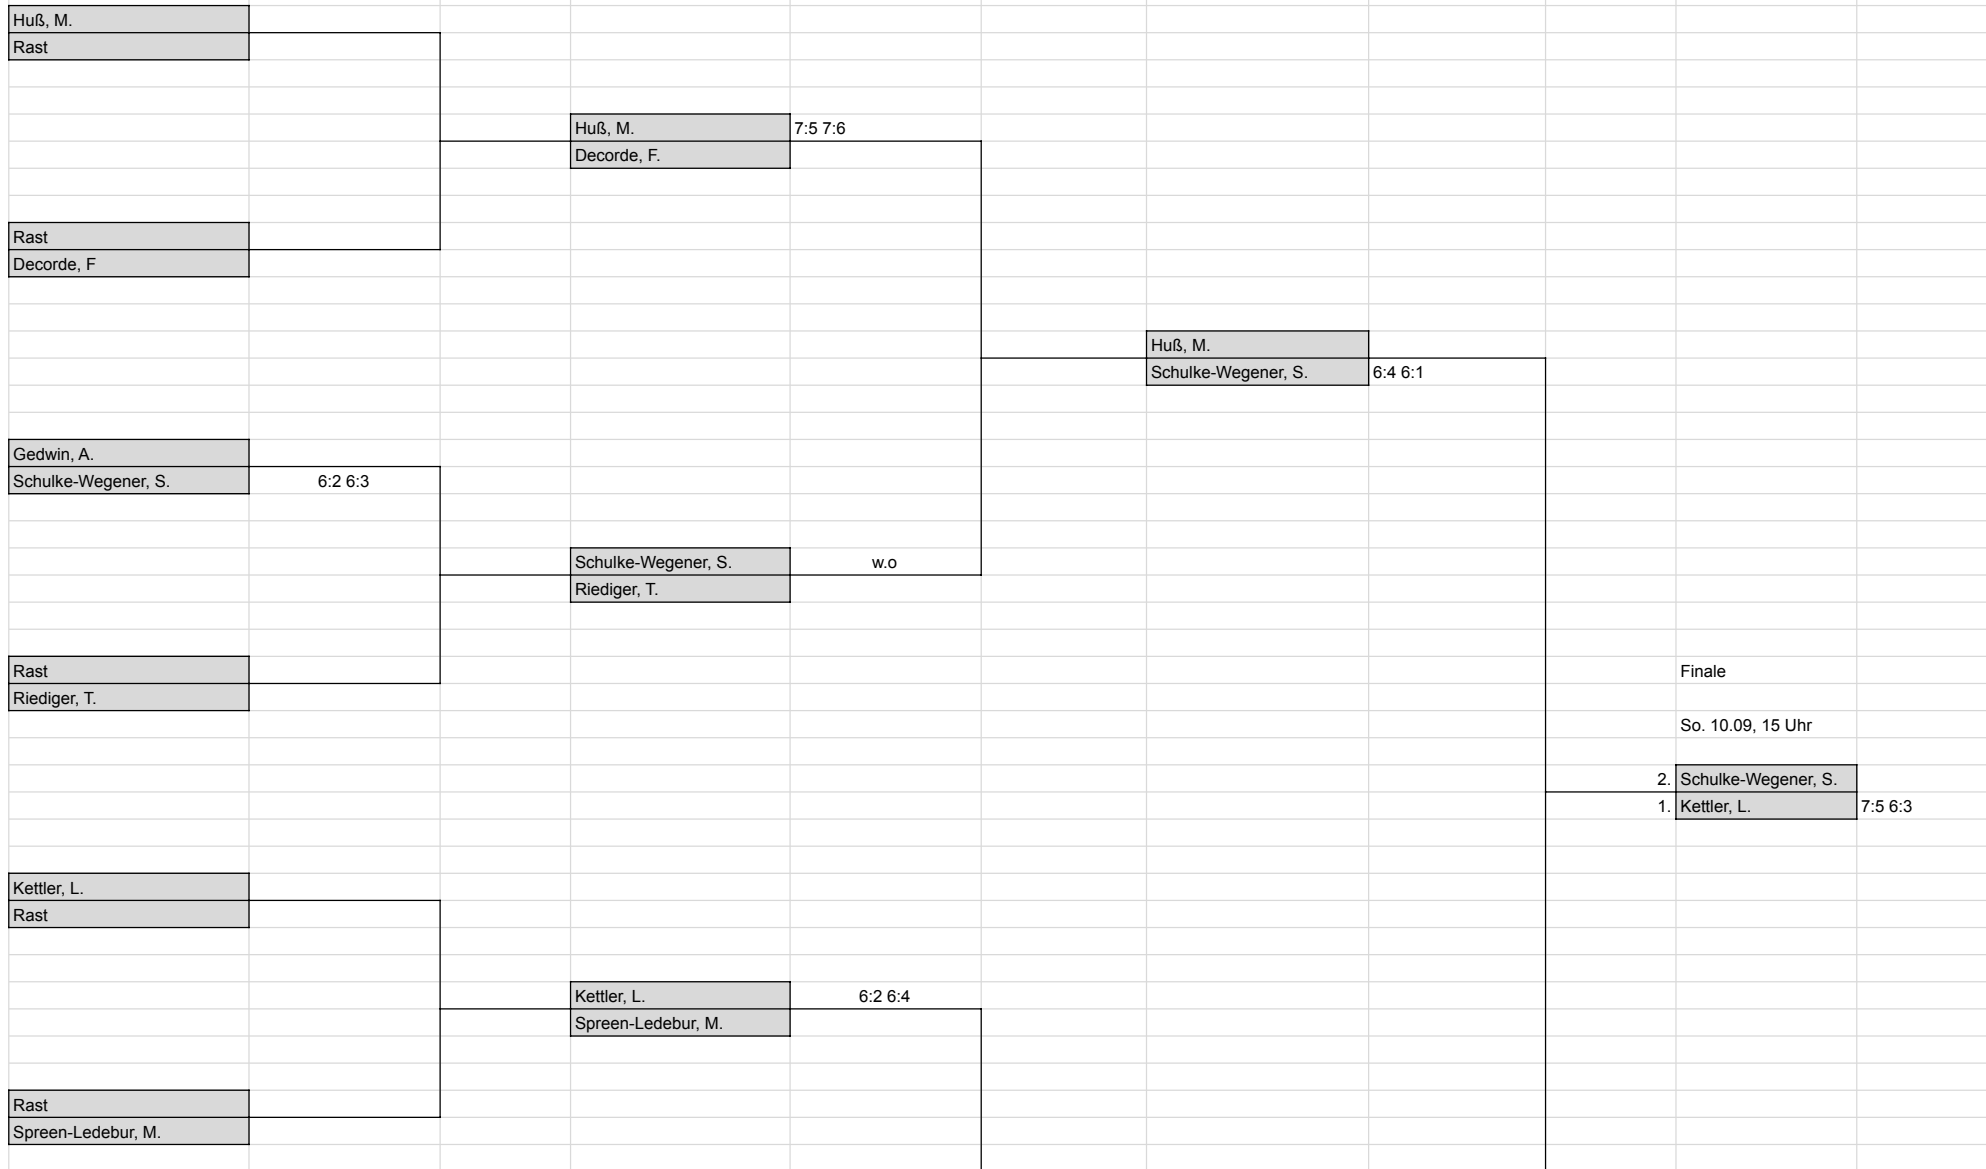 Huß, M.
Rast
Huß, M. 7:5 7:6
Decorde, F.
Rast
Decorde, F
Huß, M.
Schulke-Wegener, S. 6:4 6:1
Gedwin, A.
Schulke-Wegener, S. 6:2 6:3
Schulke-Wegener, S. w.o
Riediger, T.
Rast Finale
Riediger, T.
So. 10.09, 15 Uhr
2. Schulke-Wegener, S.
1. Kettler, L. 7:5 6:3
Kettler, L.
Rast
Kettler, L. 6:2 6:4
Spreen-Ledebur, M.
Rast
Spreen-Ledebur, M.